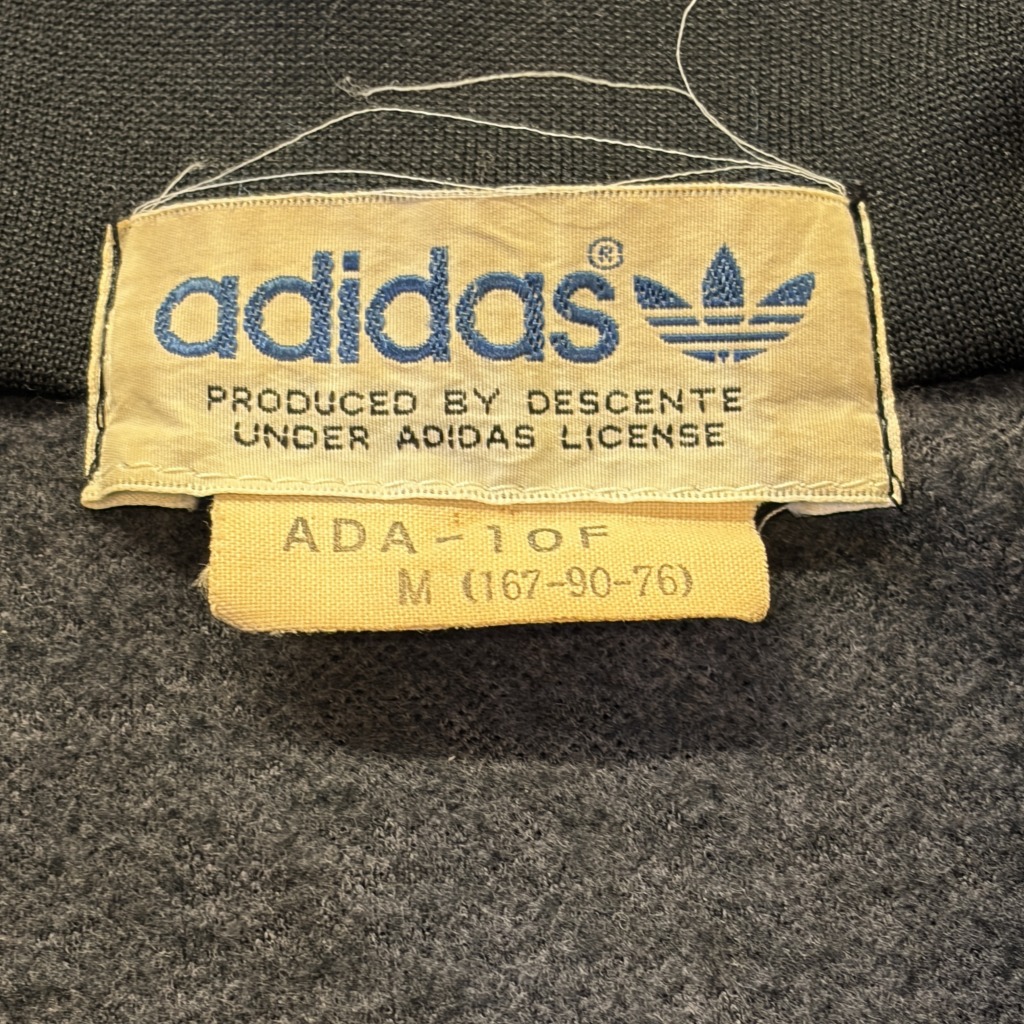 adidas®
PRODUCED BY DESCENTE
UNDER ADIDAS LICENSE
ADA-10F
M (167-90-76)